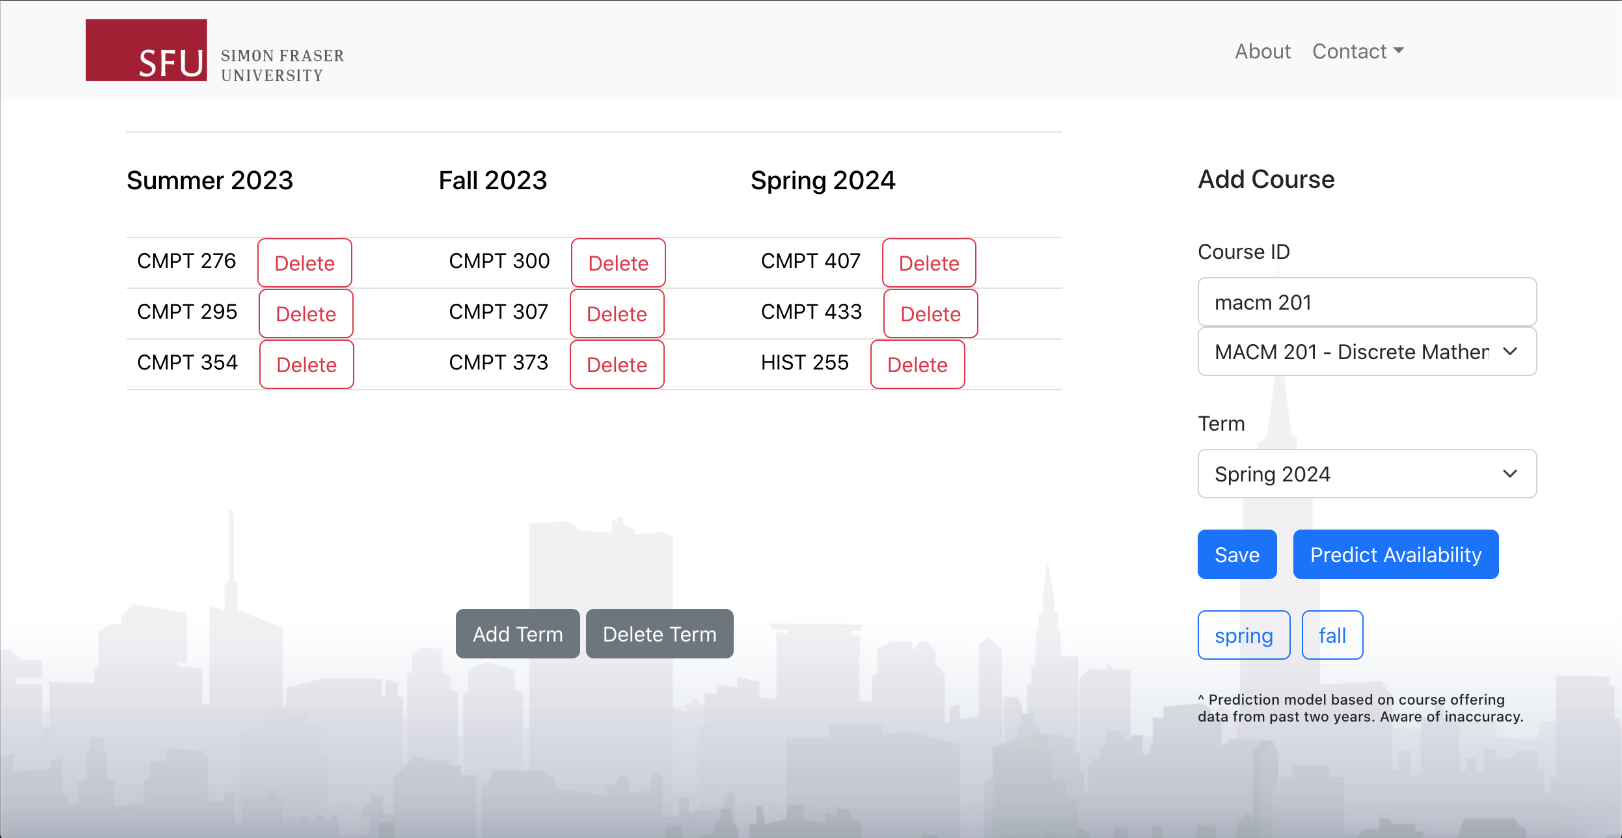 SFU SIMON FRASER
UNIVERSITY
About Contact
Summer 2023 Fall 2023 Spring 2024
CMPT 276 Delete CMPT 300 Delete CMPT 407 Delete
CMPT 295 Delete CMPT 307 Delete CMPT 433 Delete
CMPT 354 Delete CMPT 373 Delete HIST 255 Delete
Add Term Delete Term
Add Course
Course ID
macm 201
MACM 201 - Discrete Mather
Term
Spring 2024
Save Predict Availability
spring fall
^ Prediction model based on course offering
data from past two years. Aware of inaccuracy.